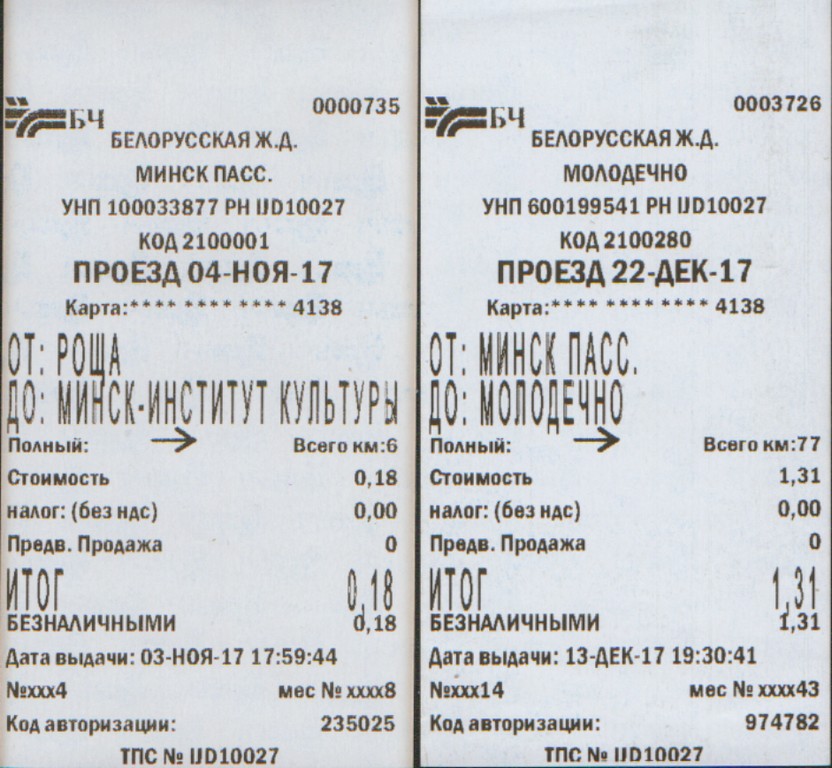 0000735
БЧ
БЕЛОРУССКАЯ Ж.Д.
МИНСК ПАСС.
УНП 100033877 РН IJD10027
КОД 2100001
ПРОЕЗД 04-НОЯ-17
Карта:**** **** **** 4138
ОТ: РОЩА
ДО: МИНСК-ИНСТИТУТ КУЛЬТУРЫ
Полный: → Всего км:6
Стоимость 0,18
налог: (без ндс) 0,00
Предв. Продажа 0
ИТОГ 0,18
БЕЗНАЛИЧНЫМИ 0,18
Дата выдачи: 03-НОЯ-17 17:59:44
№xxx4 мес № xxxx8
Код авторизации: 235025
ТПС № IJD10027
0003726
БЧ
БЕЛОРУССКАЯ Ж.Д.
МОЛОДЕЧНО
УНП 600199541 РН IJD10027
КОД 2100280
ПРОЕЗД 22-ДЕК-17
Карта:**** **** **** 4138
ОТ: МИНСК ПАСС.
ДО: МОЛОДЕЧНО
Полный: → Всего км:77
Стоимость 1,31
налог: (без ндс) 0,00
Предв. Продажа 0
ИТОГ 1,31
БЕЗНАЛИЧНЫМИ 1,31
Дата выдачи: 13-ДЕК-17 19:30:41
№xxx14 мес № xxxx43
Код авторизации: 974782
ТПС № IJD10027